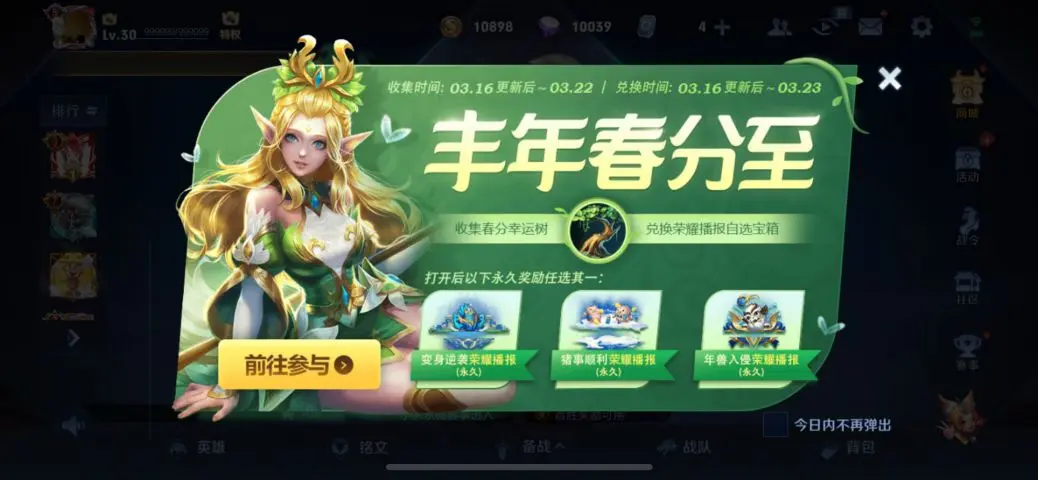 Lv.30
特权
10898
10039
4
收集时间: 03.16更新后~03.22 | 兑换时间: 03.16更新后~03.23
丰年春分至
收集春分幸运树
兑换荣耀播报自选宝箱
打开后以下永久奖励任选其一:
变身逆袭荣耀播报
(永久)
猪事顺利荣耀播报
(永久)
年兽入侵荣耀播报
(永久)
前往参与
今日内不再弹出
排行
商城
活动
战令
社区
赛事
英雄
铭文
备战
战队
背包